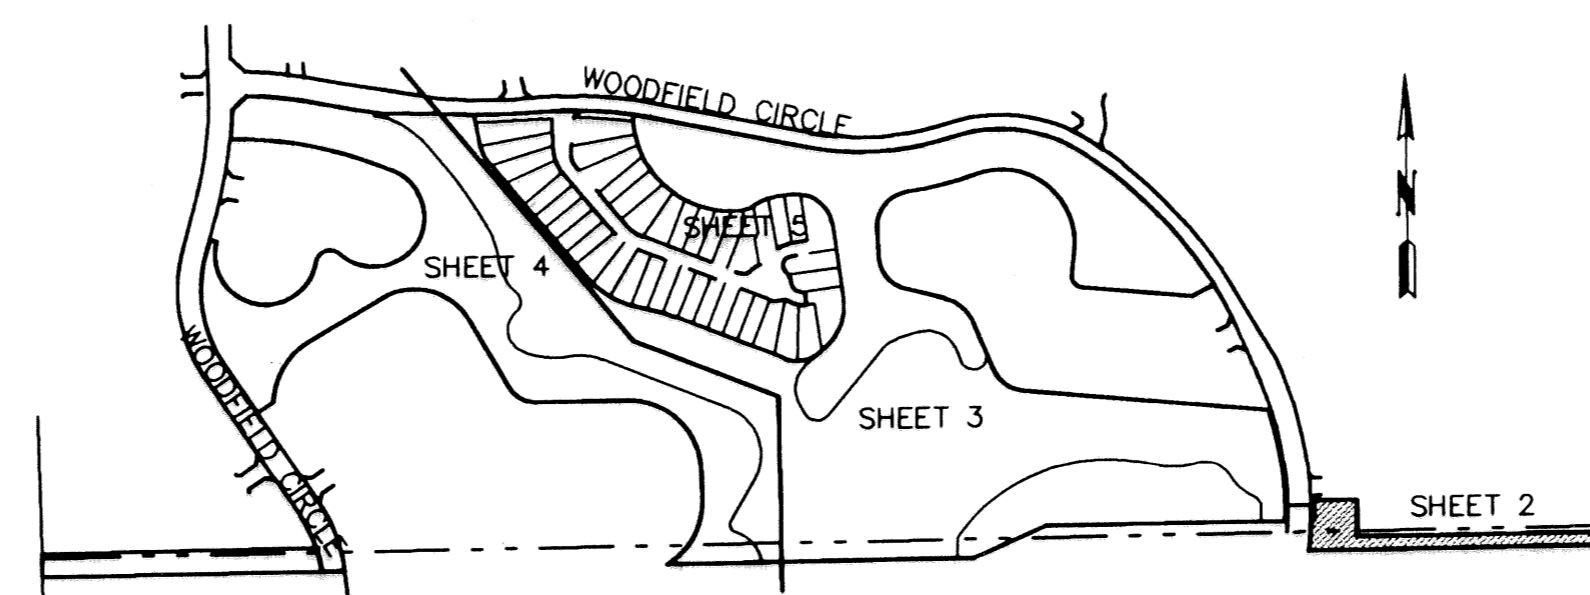 WOODFIELD CIRCLE
N
SHEET 5
SHEET 4
WOODFIELD CIRCLE
SHEET 3
SHEET 2